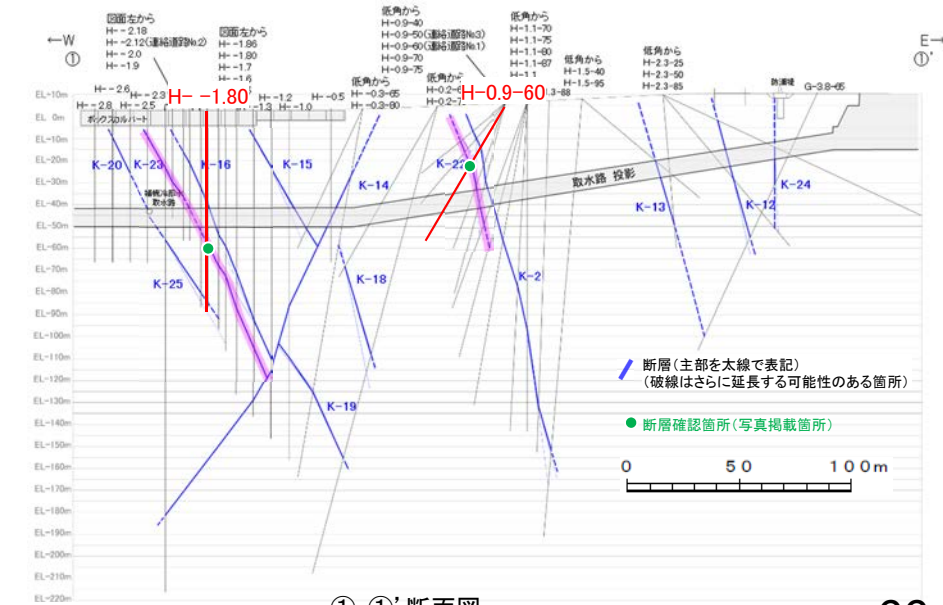 ←W
①
E→
①'
図面左から
H- -2.18
H- -2.12(連絡道路No.2)
H- -2.0
H- -1.9
図面左から
H- -1.86
H- -1.80
H- -1.7
H- -1.6
低角から
H-0.9-40
H-0.9-50(連絡道路No3)
H-0.9-60(連絡道路No1)
H-0.9-70
H-0.9-75
低角から
H-1.1-70
H-1.1-75
H-1.1-80
H-1.1-87
H-1.1
低角から
H--0.3-65
H--0.3-80
低角から
低角から
H-1.5-40
H-1.5-95
低角から
H-2.3-25
H-2.3-50
H-2.3-85
防潮堤
G-3.8-65
H- -2.6
H- -2.3
H- -2.8
H- -2.5
H- -1.80
H- -1.2
H- -1.0
H- -0.5
H-0.9-60
ボックスカルバート
EL+10m
EL 0m
EL-10m
EL-20m
EL-30m
EL-40m
EL-50m
EL-60m
EL-70m
EL-80m
EL-90m
EL-100m
EL-110m
EL-120m
EL-130m
EL-140m
EL-150m
EL-160m
EL-170m
EL-180m
EL-190m
EL-200m
EL-210m
EL-220m
K-20
K-23
K-16
K-15
K-14
K-22
K-13
K-12
K-24
K-25
K-18
K-2
K-19
補機冷却水
取水路
取水路 投影
断層(主部を太線で表記)
(破線はさらに延長する可能性のある箇所)
断層確認箇所(写真掲載箇所)
0 50 100m